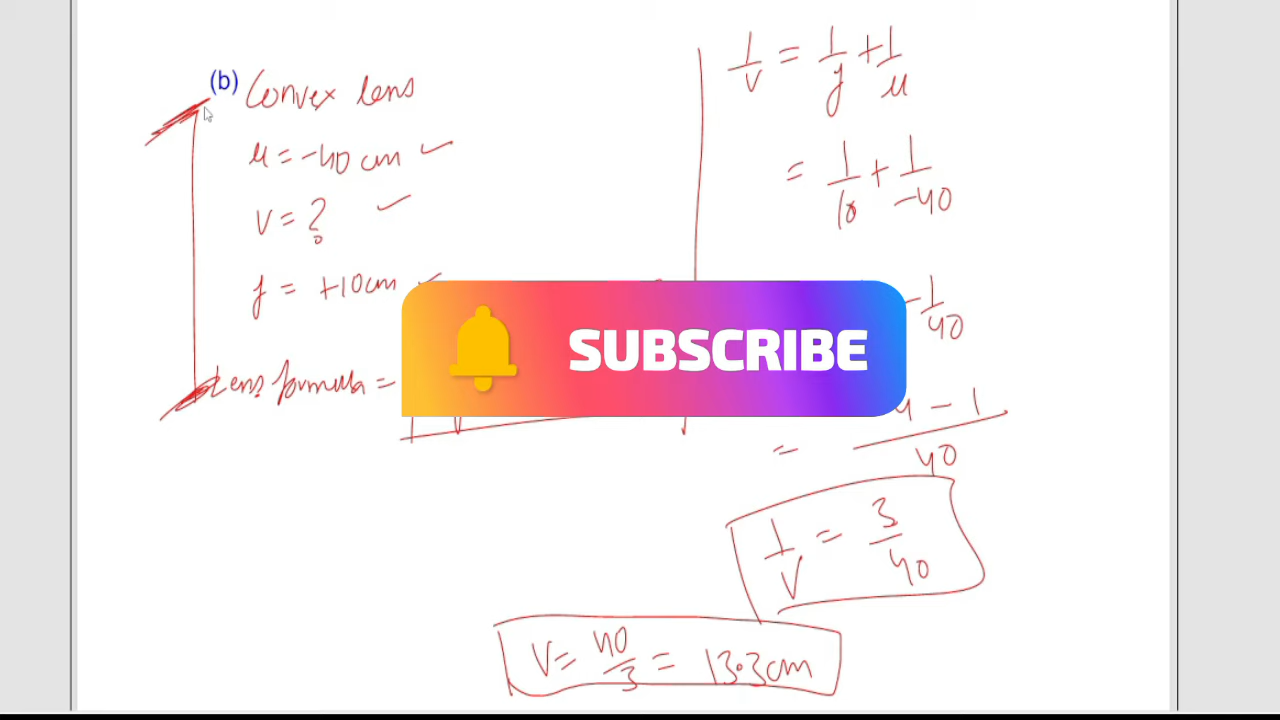 (b) Convex lens
u = -40 cm
v = ?
f = +10cm
Lens formula =
1/v = 1/f + 1/u
= 1/10 + 1/-40
- 1/40
= 4 - 1/40
1/v = 3/40
v = 40/3 = 13.3cm
SUBSCRIBE